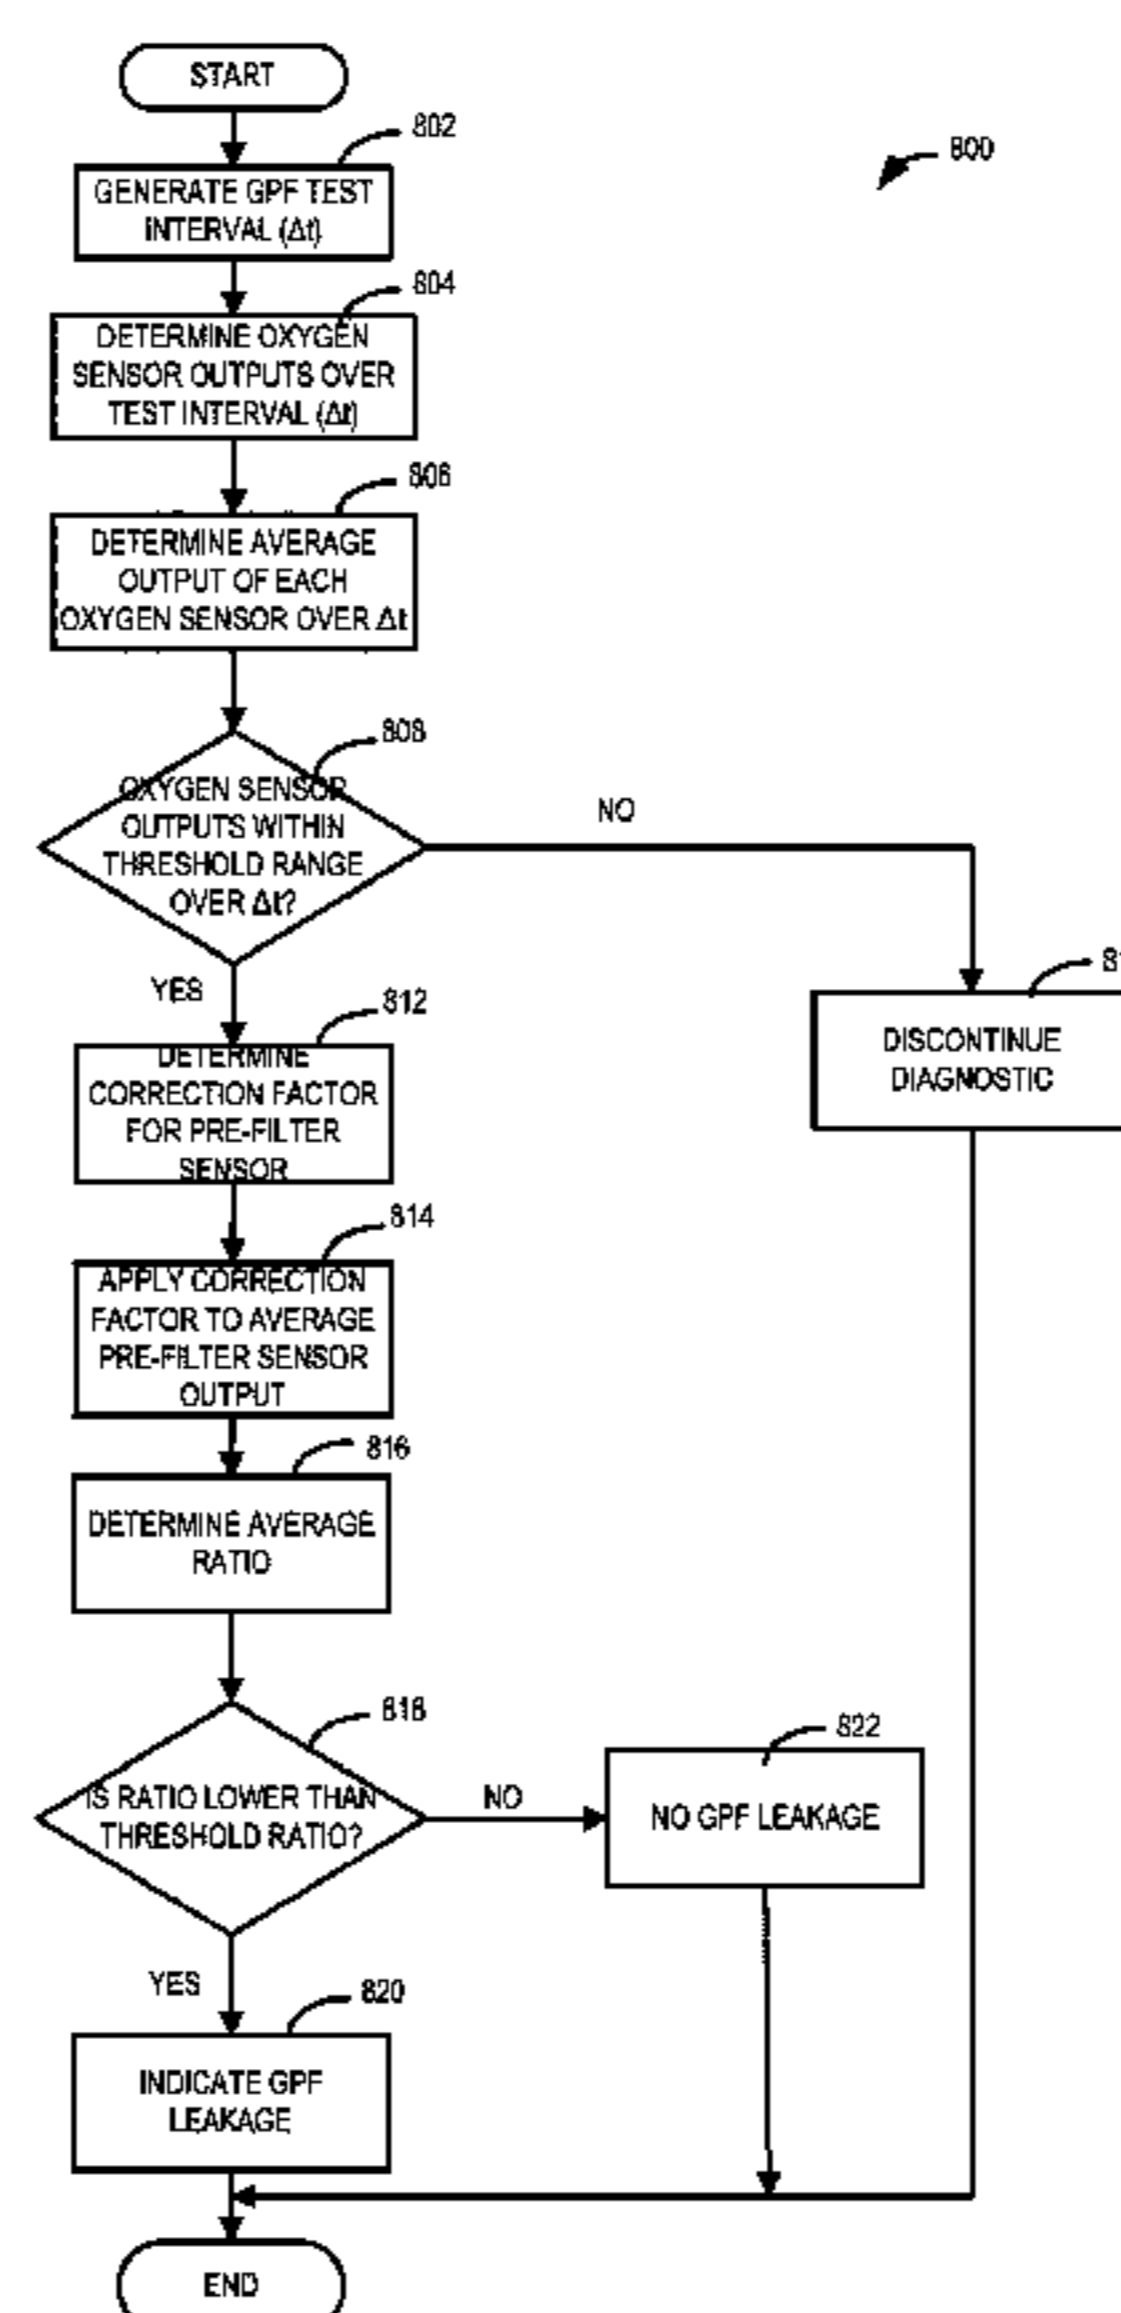 START
802
800
GENERATE GPF TEST
INTERVAL (Δt)
804
DETERMINE OXYGEN
SENSOR OUTPUTS OVER
TEST INTERVAL (Δt)
806
DETERMINE AVERAGE
OUTPUT OF EACH
OXYGEN SENSOR OVER Δt
808
OXYGEN SENSOR
OUTPUTS WITHIN
THRESHOLD RANGE
OVER Δt?
NO
YES
812
DETERMINE
CORRECTION FACTOR
FOR PRE-FILTER
SENSOR
DISCONTINUE
DIAGNOSTIC
814
APPLY CORRECTION
FACTOR TO AVERAGE
PRE-FILTER SENSOR
OUTPUT
816
DETERMINE AVERAGE
RATIO
818
IS RATIO LOWER THAN
THRESHOLD RATIO?
NO
822
NO GPF LEAKAGE
YES
820
INDICATE GPF
LEAKAGE
END